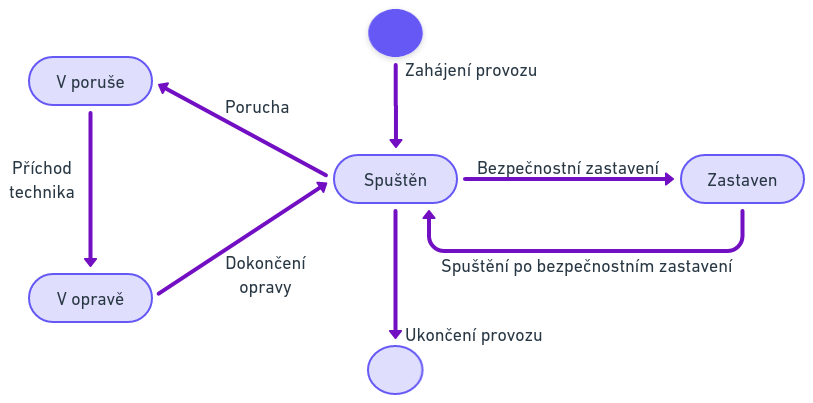 Zahájení provozu
V poruše
Porucha
Příchod
technika
Spuštěn
Bezpečnostní zastavení
Zastaven
Dokončení
opravy
Spuštění po bezpečnostním zastavení
V opravě
Ukončení provozu